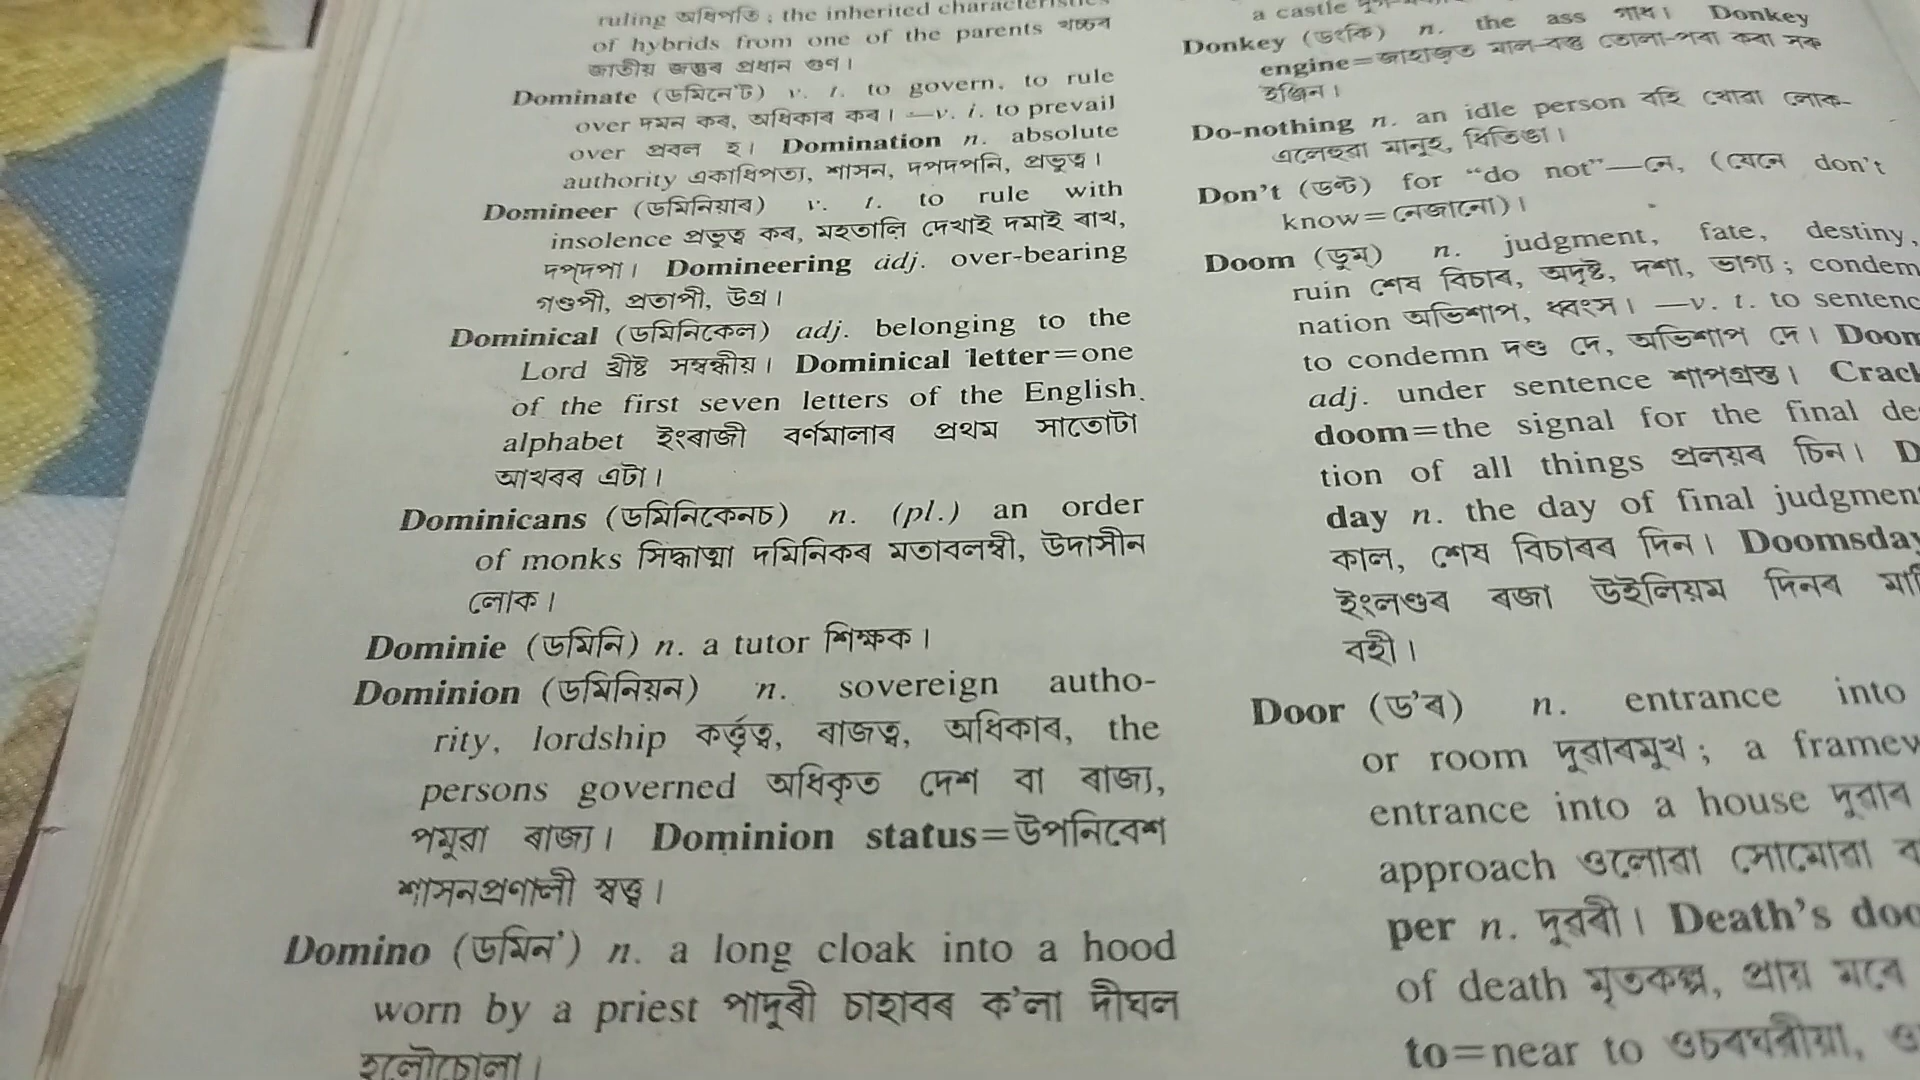 ruling অধিপতি ; the inherited characteristics
of hybrids from one of the parents
জাতীয় জন্তুৰ প্ৰধান গুণ।
Dominate (ডমিনে'ট) v. t. to govern, to rule
over দমন কৰ, অধিকাৰ কৰ। —v. i. to prevail
over প্ৰবল হ। Domination n. absolute
authority একাধিপত্য, শাসন, দপদপনি, প্ৰভুত্ব।
Domineer (ডমিনিয়াৰ) v. t. to rule with
insolence প্ৰভুত্ব কৰ, মহতালি দেখাই দমাই ৰাখ,
দপ্‌দপা। Domineering adj. over-bearing
গণ্ডপী, প্ৰতাপী, উগ্ৰ।
Dominical (ডমিনিকেল) adj. belonging to the
Lord খ্ৰীষ্ট সম্বন্ধীয়। Dominical letter=one
of the first seven letters of the English
alphabet ইংৰাজী বৰ্ণমালাৰ প্ৰথম সাতোটা
আখৰৰ এটা।
Dominicans (ডমিনিকেনচ) n. (pl.) an order
of monks সিদ্ধাত্মা দমিনিকৰ মতাবলম্বী, উদাসীন
লোক।
Dominie (ডমিনি) n. a tutor শিক্ষক।
Dominion (ডমিনিয়ন) n. sovereign autho-
rity, lordship কৰ্ত্তৃত্ব, ৰাজত্ব, অধিকাৰ, the
persons governed অধিকৃত দেশ বা ৰাজ্য,
পমুৱা ৰাজ্য। Dominion status=উপনিবেশ
শাসনপ্ৰণালী স্বত্ত্ব।
Domino (ডমিন') n. a long cloak into a hood
worn by a priest পাদুৰী চাহাবৰ ক'লা দীঘল
হলৌচোলা।
a castle
Donkey (ডংকি) n. the ass গাধ। Donkey
engine=জাহাজত মাল-বস্তু তোলা-পৰা কৰা সৰু
ইঞ্জিন।
Do-nothing n. an idle person বহি খোৱা লোক-
এলেহুৱা মানুহ, ধিতিঙা।
Don't (ডণ্ট) for “do not”—নে, (যেনে don't
know=নেজানো)।
Doom (ডুম্) n. judgment, fate, destiny,
ruin শেষ বিচাৰ, অদৃষ্ট, দশা, ভাগ্য ; condem
nation অভিশাপ, ধ্বংস। —v. t. to sentenc
to condemn দণ্ড দে, অভিশাপ দে। Doom
adj. under sentence শাপগ্ৰস্ত। Crack
doom=the signal for the final de
tion of all things প্ৰলয়ৰ চিন। D
day n. the day of final judgment
কাল, শেষ বিচাৰৰ দিন। Doomsday
ইংলণ্ডৰ ৰজা উইলিয়ম দিনৰ মাটি
বহী।
Door (ড'ৰ) n. entrance into
or room দুৱাৰমুখ ; a framew
entrance into a house দুৱাৰ
approach ওলোৱা সোমোৱা
per n. দুৱৰী। Death's doo
of death মৃতকল্প, প্ৰায় মৰে
to=near to ওচৰঘৰীয়া,